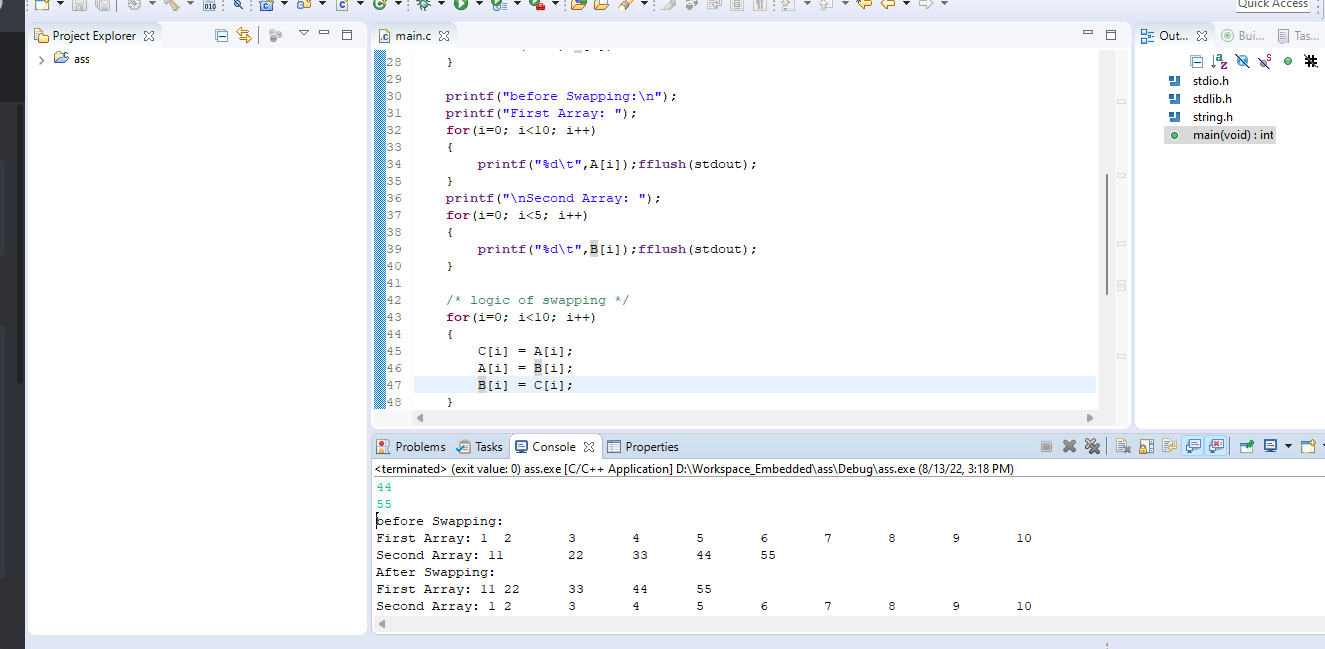 Quick Access
Project Explorer
ass
main.c
28 }
29
30 printf("before Swapping:\n");
31 printf("First Array: ");
32 for(i=0; i<10; i++)
33 {
34 printf("%d\t",A[i]);fflush(stdout);
35 }
36 printf("\nSecond Array: ");
37 for(i=0; i<5; i++)
38 {
39 printf("%d\t",B[i]);fflush(stdout);
40 }
41
42 /* logic of swapping */
43 for(i=0; i<10; i++)
44 {
45 C[i] = A[i];
46 A[i] = B[i];
47 B[i] = C[i];
48 }
Out... Bui... Tas...
stdio.h
stdlib.h
string.h
main(void) : int
Problems Tasks Console Properties
<terminated> (exit value: 0) ass.exe [C/C++ Application] D:\Workspace_Embedded\ass\Debug\ass.exe (8/13/22, 3:18 PM)
44
55
before Swapping:
First Array: 1 2 3 4 5 6 7 8 9 10
Second Array: 11 22 33 44 55
After Swapping:
First Array: 11 22 33 44 55
Second Array: 1 2 3 4 5 6 7 8 9 10